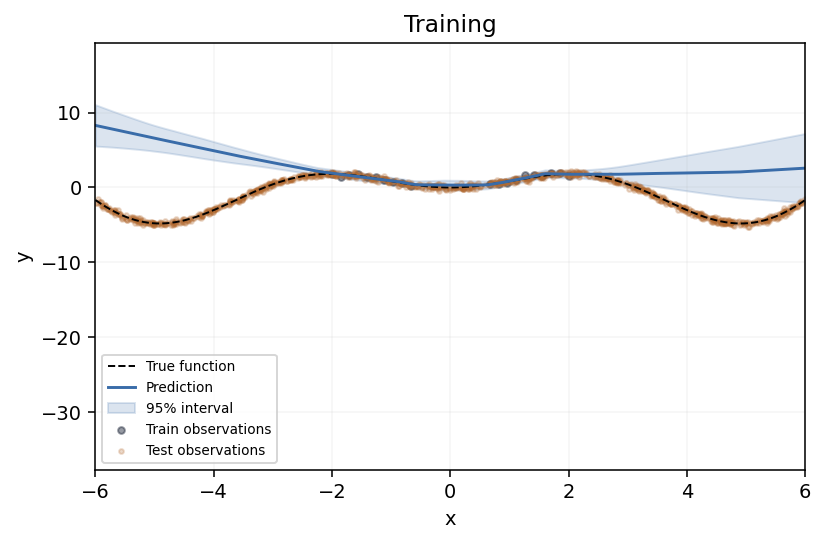 Training
10
0
−10
−20
−30
y
True function
Prediction
95% interval
Train observations
Test observations
−6
−4
−2
0
2
4
6
x